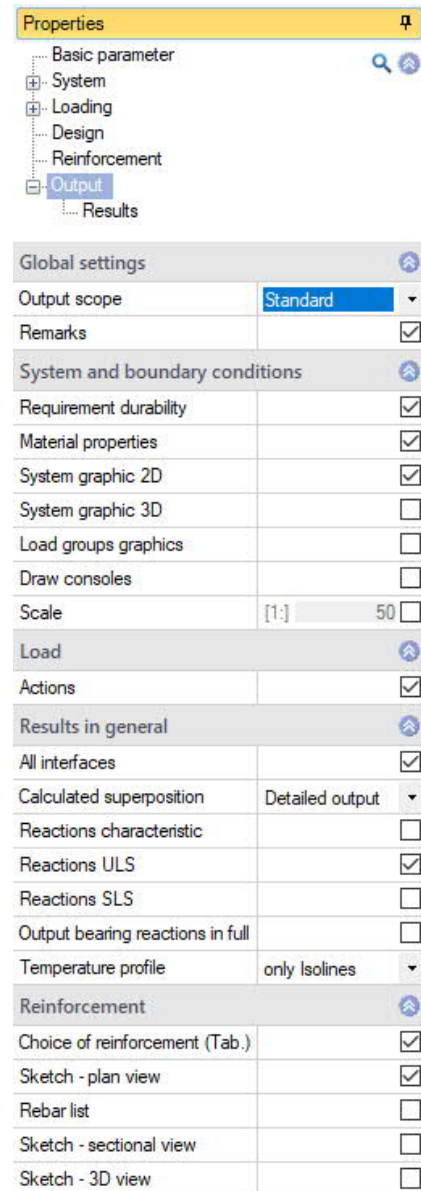 Properties
Basic parameter
System
Loading
Design
Reinforcement
Output
Results
Global settings
Output scope Standard
Remarks
System and boundary conditions
Requirement durability
Material properties
System graphic 2D
System graphic 3D
Load groups graphics
Draw consoles
Scale [1:] 50
Load
Actions
Results in general
All interfaces
Calculated superposition Detailed output
Reactions characteristic
Reactions ULS
Reactions SLS
Output bearing reactions in full
Temperature profile only Isolines
Reinforcement
Choice of reinforcement (Tab.)
Sketch - plan view
Rebar list
Sketch - sectional view
Sketch - 3D view